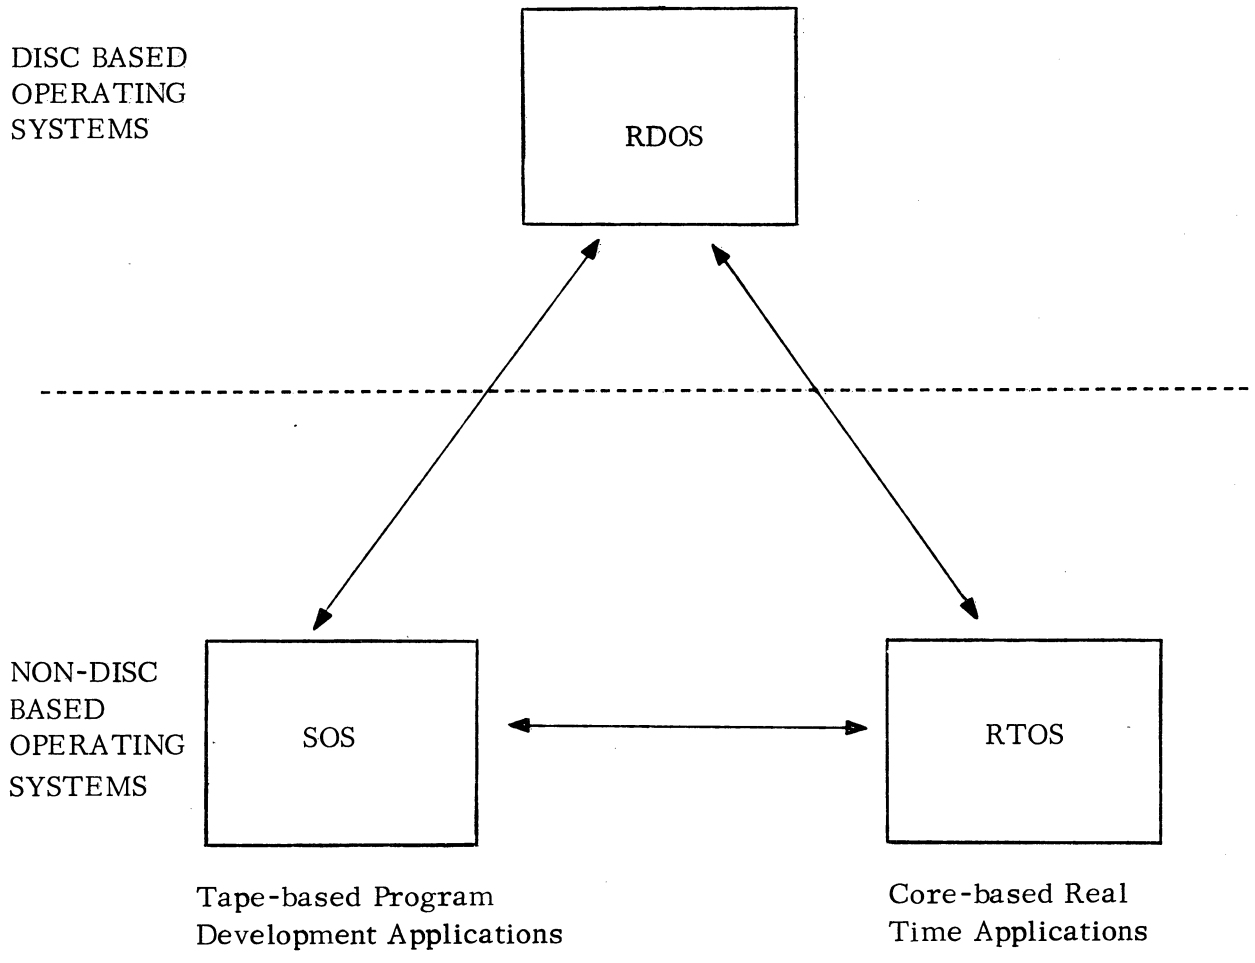 DISC BASED
OPERATING
SYSTEMS
RDOS
NON-DISC
BASED
OPERATING
SYSTEMS
SOS
RTOS
Tape-based Program
Development Applications
Core-based Real
Time Applications